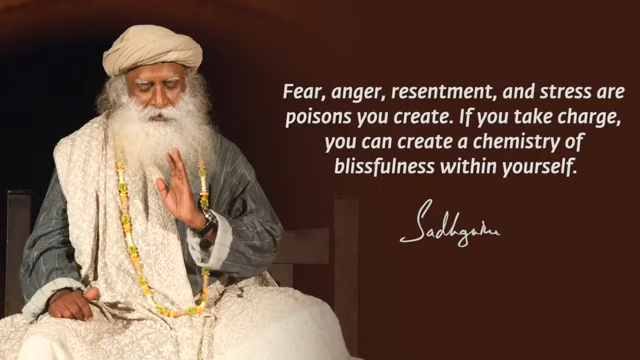 Fear, anger, resentment, and stress are
poisons you create. If you take charge,
you can create a chemistry of
blissfulness within yourself.
Sadhguru